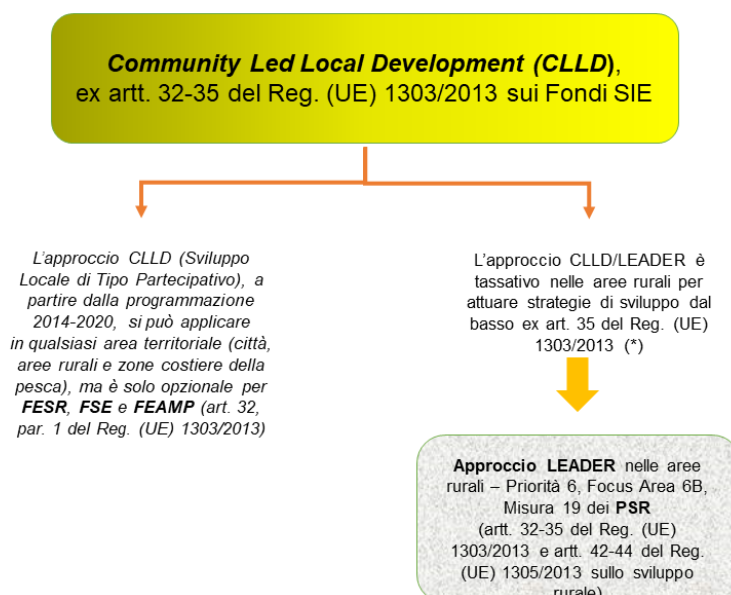 Community Led Local Development (CLLD),
ex artt. 32-35 del Reg. (UE) 1303/2013 sui Fondi SIE
L'approccio CLLD (Sviluppo
Locale di Tipo Partecipativo), a
partire dalla programmazione
2014-2020, si può applicare
in qualsiasi area territoriale (città,
aree rurali e zone costiere della
pesca), ma è solo opzionale per
FESR, FSE e FEAMP (art. 32,
par. 1 del Reg. (UE) 1303/2013)
L'approccio CLLD/LEADER è
tassativo nelle aree rurali per
attuare strategie di sviluppo dal
basso ex art. 35 del Reg. (UE)
1303/2013 (*)
Approccio LEADER nelle aree
rurali – Priorità 6, Focus Area 6B,
Misura 19 dei PSR
(artt. 32-35 del Reg. (UE)
1303/2013 e artt. 42-44 del Reg.
(UE) 1305/2013 sullo sviluppo
rurale)